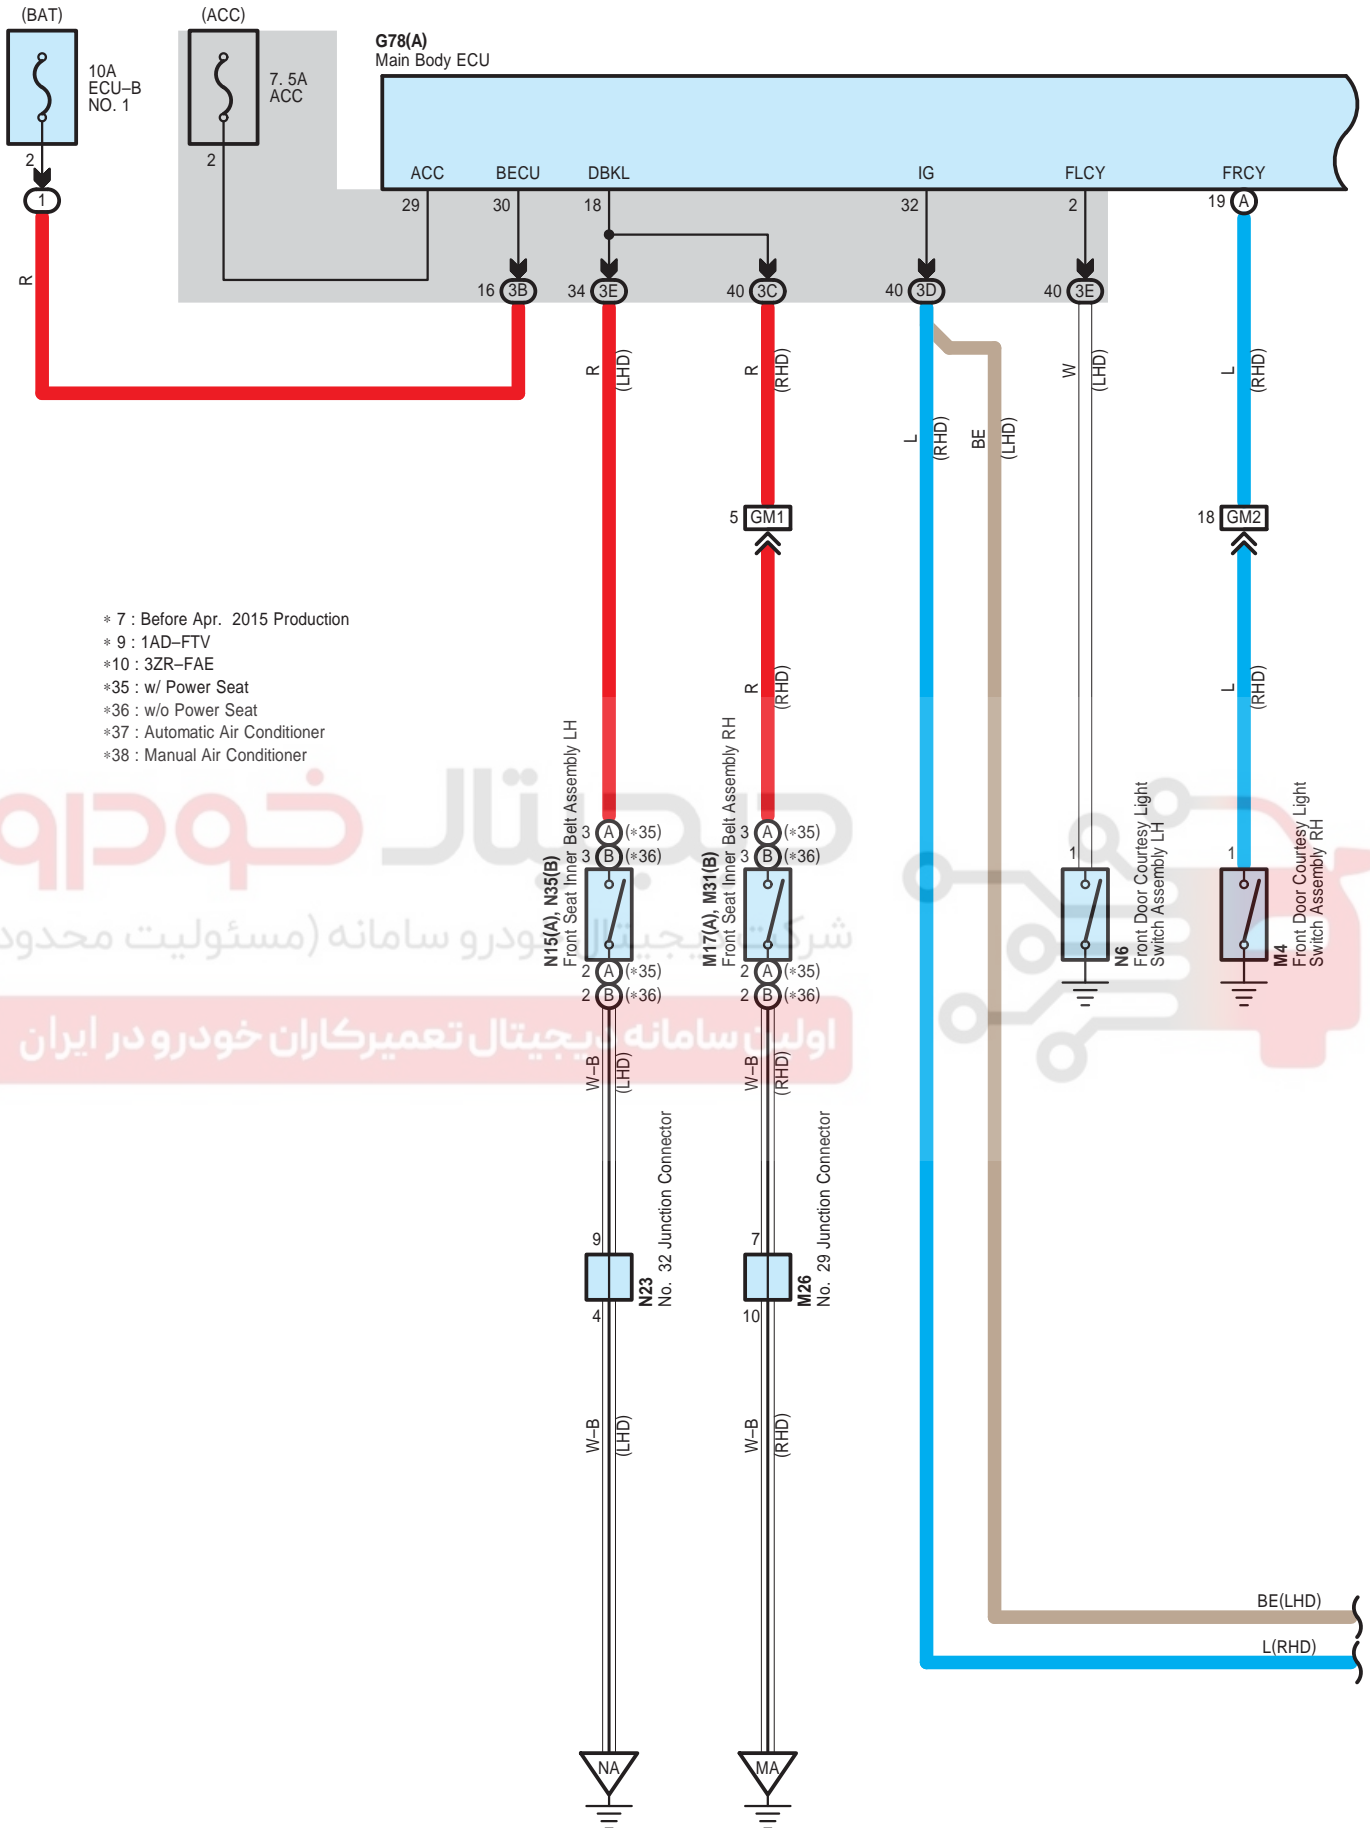 (BAT)
(ACC)
G78(A)
Main Body ECU
10A
ECU–B
NO. 1
7. 5A
ACC
2
2
ACC
BECU
DBKL
IG
FLCY
FRCY
29
30
18
32
2
19 A
1
R
16 3B
34 3E
40 3C
40 3D
40 3E
R
(LHD)
R
(RHD)
L
(RHD)
BE
(LHD)
W
(LHD)
L
(RHD)
5 GM1
18 GM2
∗ 7 : Before Apr. 2015 Production
∗ 9 : 1AD–FTV
∗10 : 3ZR–FAE
∗35 : w/ Power Seat
∗36 : w/o Power Seat
∗37 : Automatic Air Conditioner
∗38 : Manual Air Conditioner
R
(RHD)
L
(RHD)
دیجیتال خودرو
شرکت دیجیتال خودرو سامانه (مسئولیت محدود
اولین سامانه دیجیتال تعمیرکاران خودرو در ایران
3 A (∗35)
3 B (∗36)
N15(A), N35(B)
Front Seat Inner Belt Assembly LH
2 A (∗35)
2 B (∗36)
3 A (∗35)
3 B (∗36)
M17(A), M31(B)
Front Seat Inner Belt Assembly RH
2 A (∗35)
2 B (∗36)
1
N6
Front Door Courtesy Light
Switch Assembly LH
1
M4
Front Door Courtesy Light
Switch Assembly RH
W–B
(LHD)
W–B
(RHD)
9
N23
No. 32 Junction Connector
4
7
M26
No. 29 Junction Connector
10
W–B
(LHD)
W–B
(RHD)
BE(LHD)
L(RHD)
NA
MA